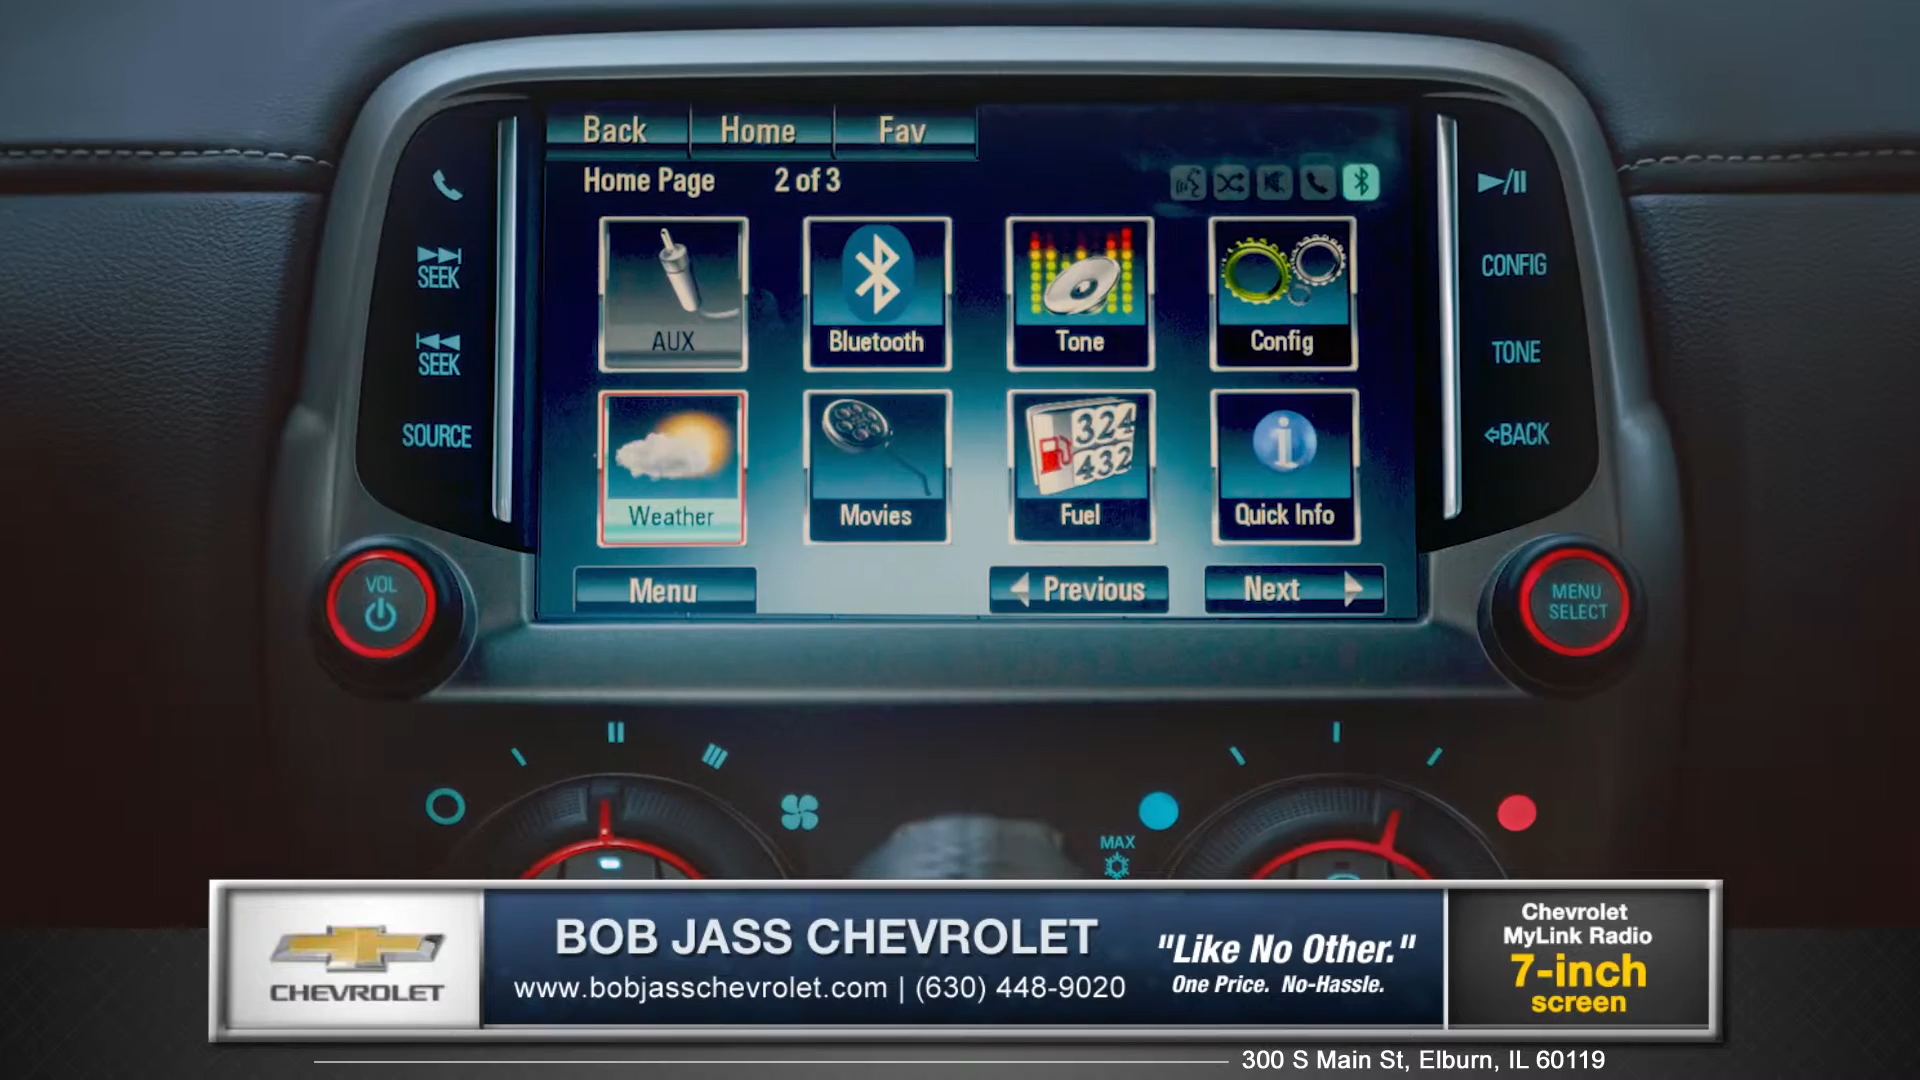 Back Home Fav
Home Page 2 of 3
SEEK
SEEK
SOURCE
CONFIG
TONE
BACK
AUX Bluetooth Tone Config
324
432
Weather Movies Fuel Quick Info
Menu Previous Next
VOL
MENU
SELECT
MAX
BOB JASS CHEVROLET
www.bobjasschevrolet.com | (630) 448-9020
"Like No Other."
One Price. No-Hassle.
CHEVROLET
Chevrolet
MyLink Radio
7-inch
screen
300 S Main St, Elburn, IL 60119